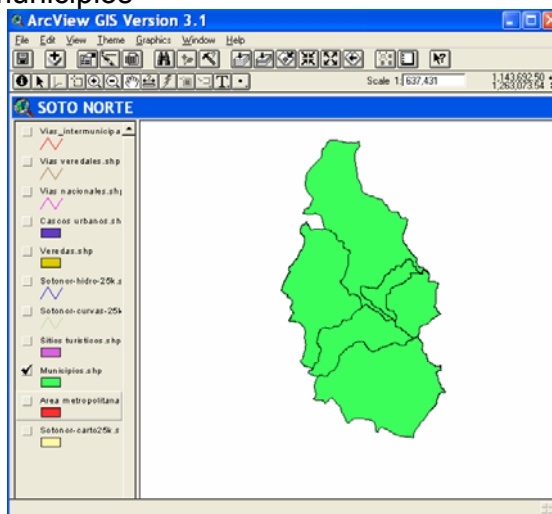 municipios
ArcView GIS Version 3.1
File Edit View Theme Graphics Window Help
Scale 1: 637,431
1,143,692.50
1,263,073.54
SOTO NORTE
Vias_intermunicipa
Vias veredales.shp
Vias nacionales.shp
Cascos urbanos.sh
Veredas.shp
Sotonor-hidro-25k.s
Sotonor-curvas-25k
Sitios turisticos.shp
Municipios.shp
Area metropolitana
Sotonor-carto25k.s